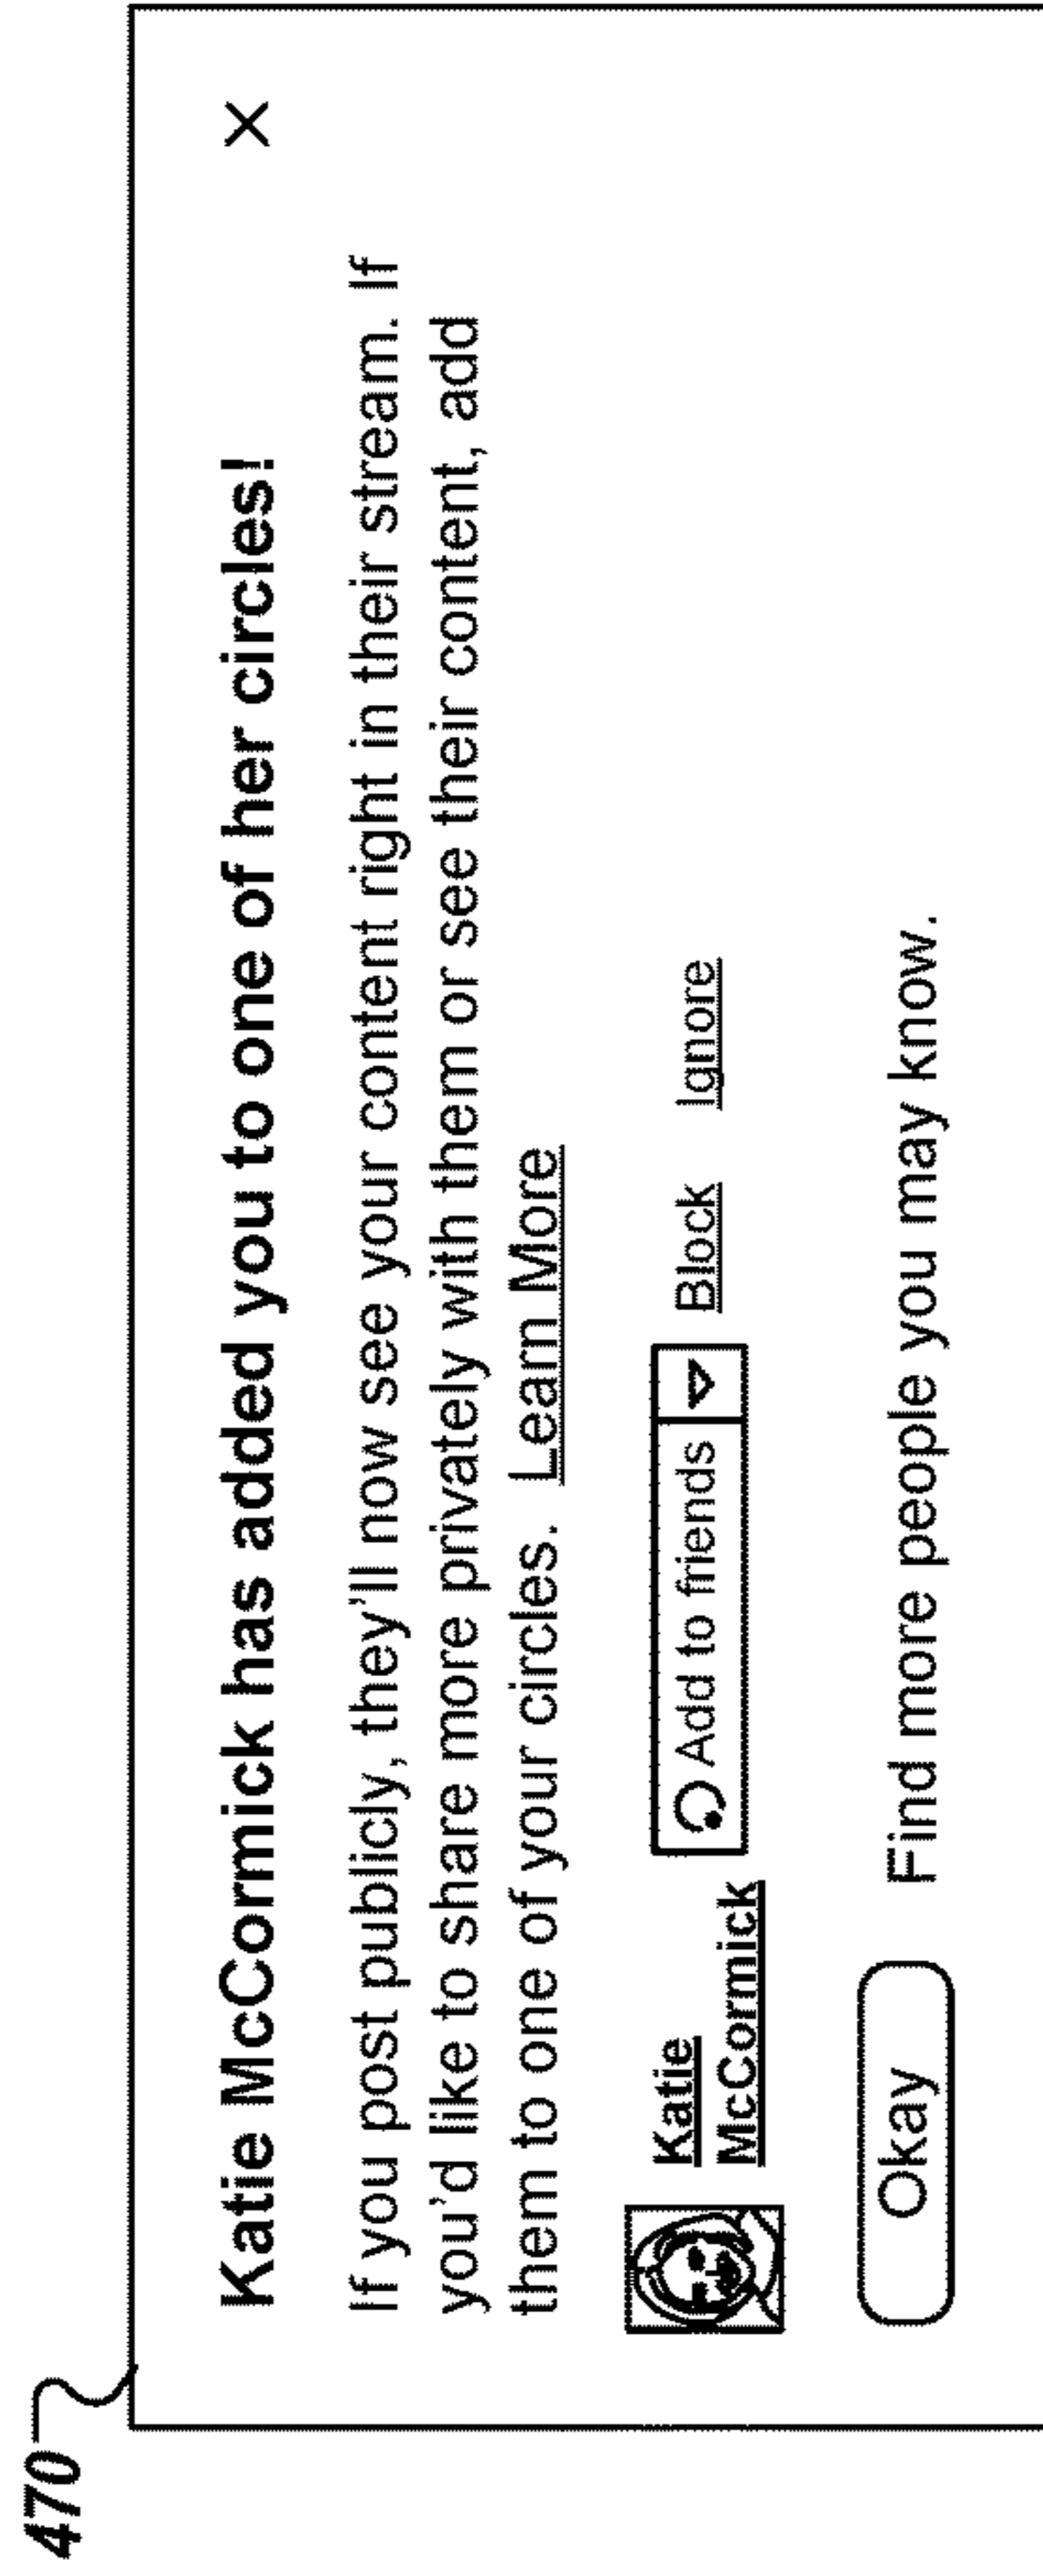 470
Katie McCormick has added you to one of her circles! X
If you post publicly, they'll now see your content right in their stream. If
you'd like to share more privately with them or see their content, add
them to one of your circles. Learn More
Katie
McCormick
Add to friends
Block
Ignore
Okay
Find more people you may know.